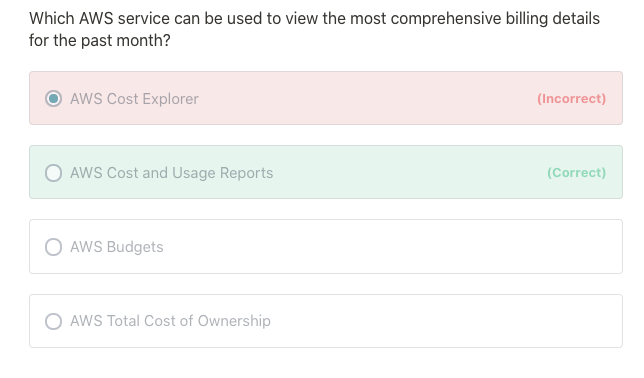 Which AWS service can be used to view the most comprehensive billing details
for the past month?
AWS Cost Explorer (Incorrect)
AWS Cost and Usage Reports (Correct)
AWS Budgets
AWS Total Cost of Ownership